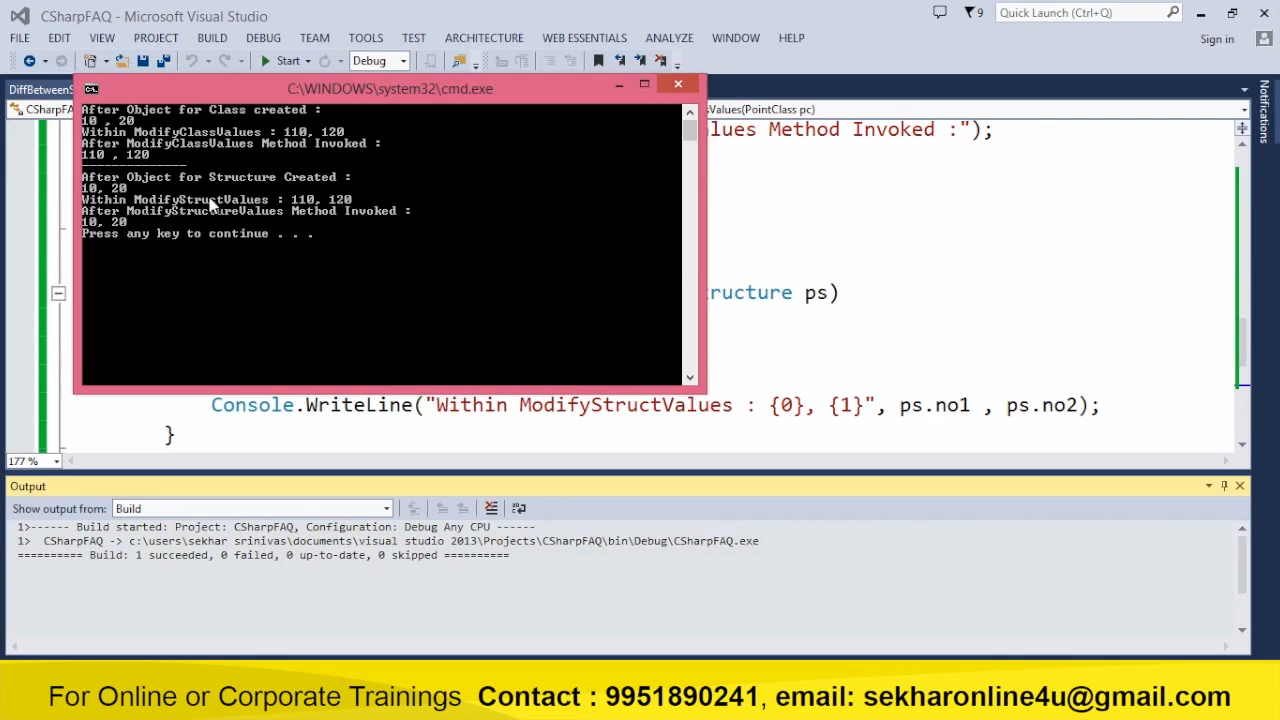 CSharpFAQ - Microsoft Visual Studio
9
Quick Launch (Ctrl+Q)
FILE EDIT VIEW PROJECT BUILD DEBUG TEAM TOOLS TEST ARCHITECTURE WEB ESSENTIALS ANALYZE WINDOW HELP
Sign in
Start Debug
C:\WINDOWS\system32\cmd.exe
DiffBetweenS
CSharpFA
sValues(PointClass pc)
Notifications
After Object for Class created :
10 , 20
Within ModifyClassValues : 110, 120
After ModifyClassValues Method Invoked :
110 , 120
--------------
After Object for Structure Created :
10, 20
Within ModifyStructValues : 110, 120
After ModifyStructureValues Method Invoked :
10, 20
Press any key to continue . . .
lues Method Invoked :");
ructure ps)
Console.WriteLine("Within ModifyStructValues : {0}, {1}", ps.no1 , ps.no2);
}
177 %
Output
Show output from: Build
1>------ Build started: Project: CSharpFAQ, Configuration: Debug Any CPU ------
1> CSharpFAQ -> c:\users\sekhar srinivas\documents\visual studio 2013\Projects\CSharpFAQ\bin\Debug\CSharpFAQ.exe
========== Build: 1 succeeded, 0 failed, 0 up-to-date, 0 skipped ==========
For Online or Corporate Trainings Contact : 9951890241, email: sekharonline4u@gmail.com